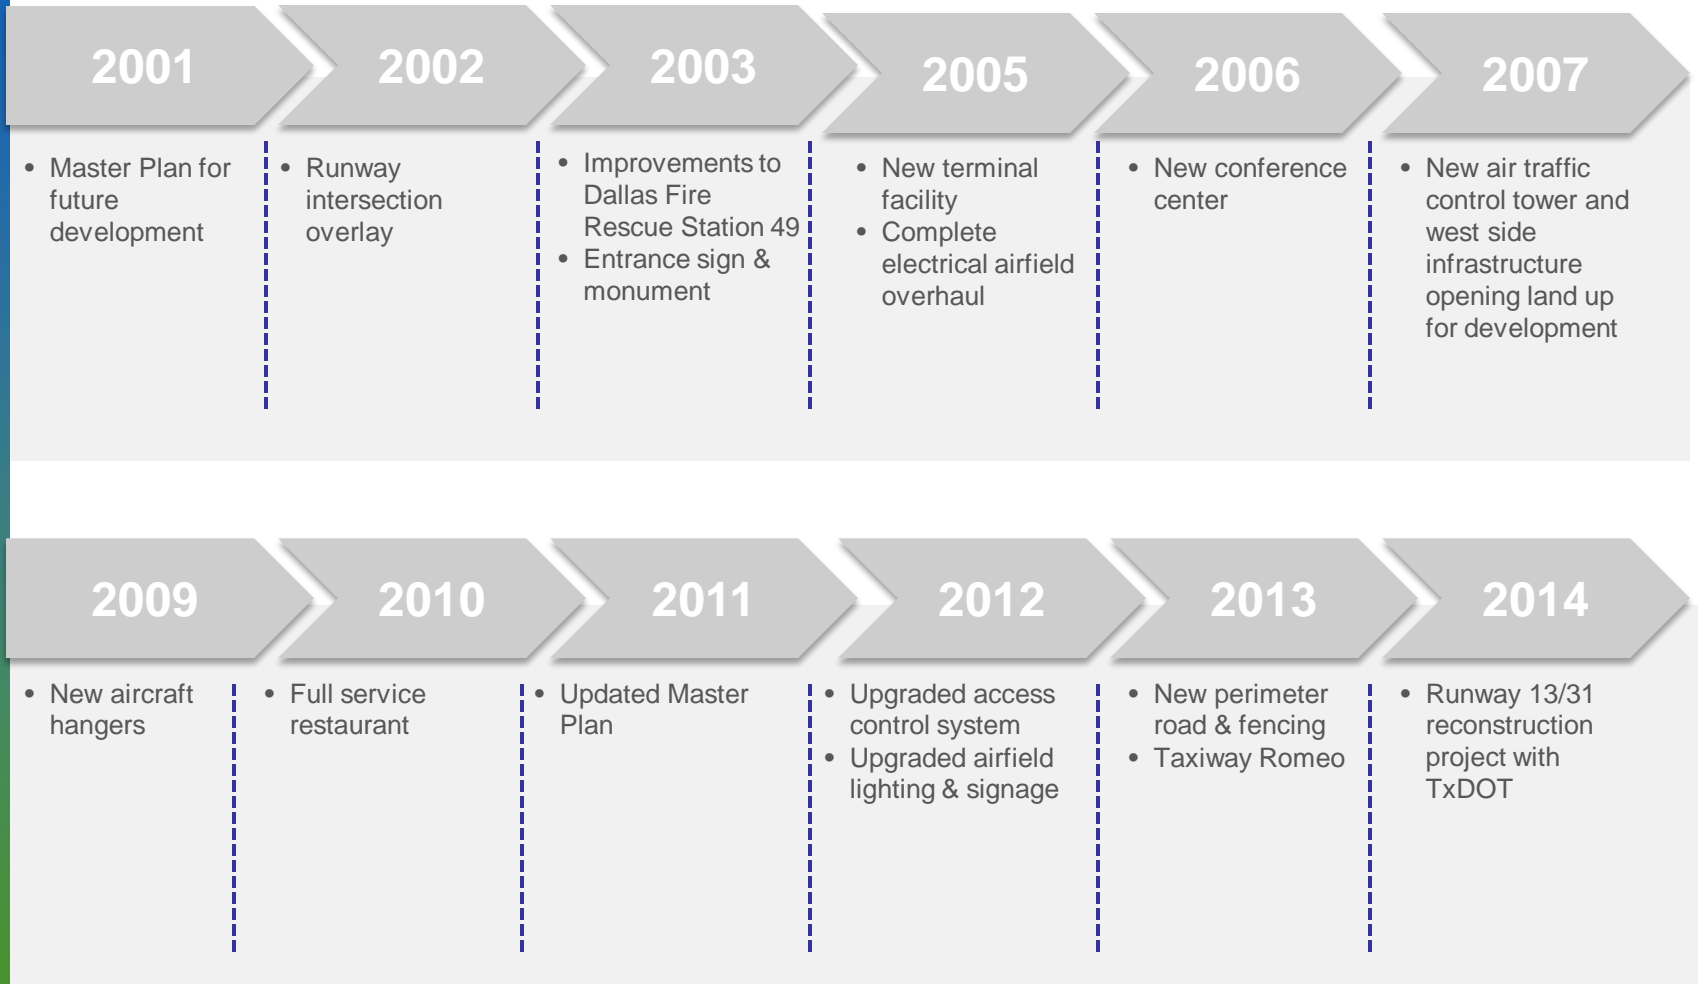 2001
• Master Plan for
future
development
2002
• Runway
intersection
overlay
2003
• Improvements to
Dallas Fire
Rescue Station 49
• Entrance sign &
monument
2005
• New terminal
facility
• Complete
electrical airfield
overhaul
2006
• New conference
center
2007
• New air traffic
control tower and
west side
infrastructure
opening land up
for development
2009
• New aircraft
hangers
2010
• Full service
restaurant
2011
• Updated Master
Plan
2012
• Upgraded access
control system
• Upgraded airfield
lighting & signage
2013
• New perimeter
road & fencing
• Taxiway Romeo
2014
• Runway 13/31
reconstruction
project with
TxDOT